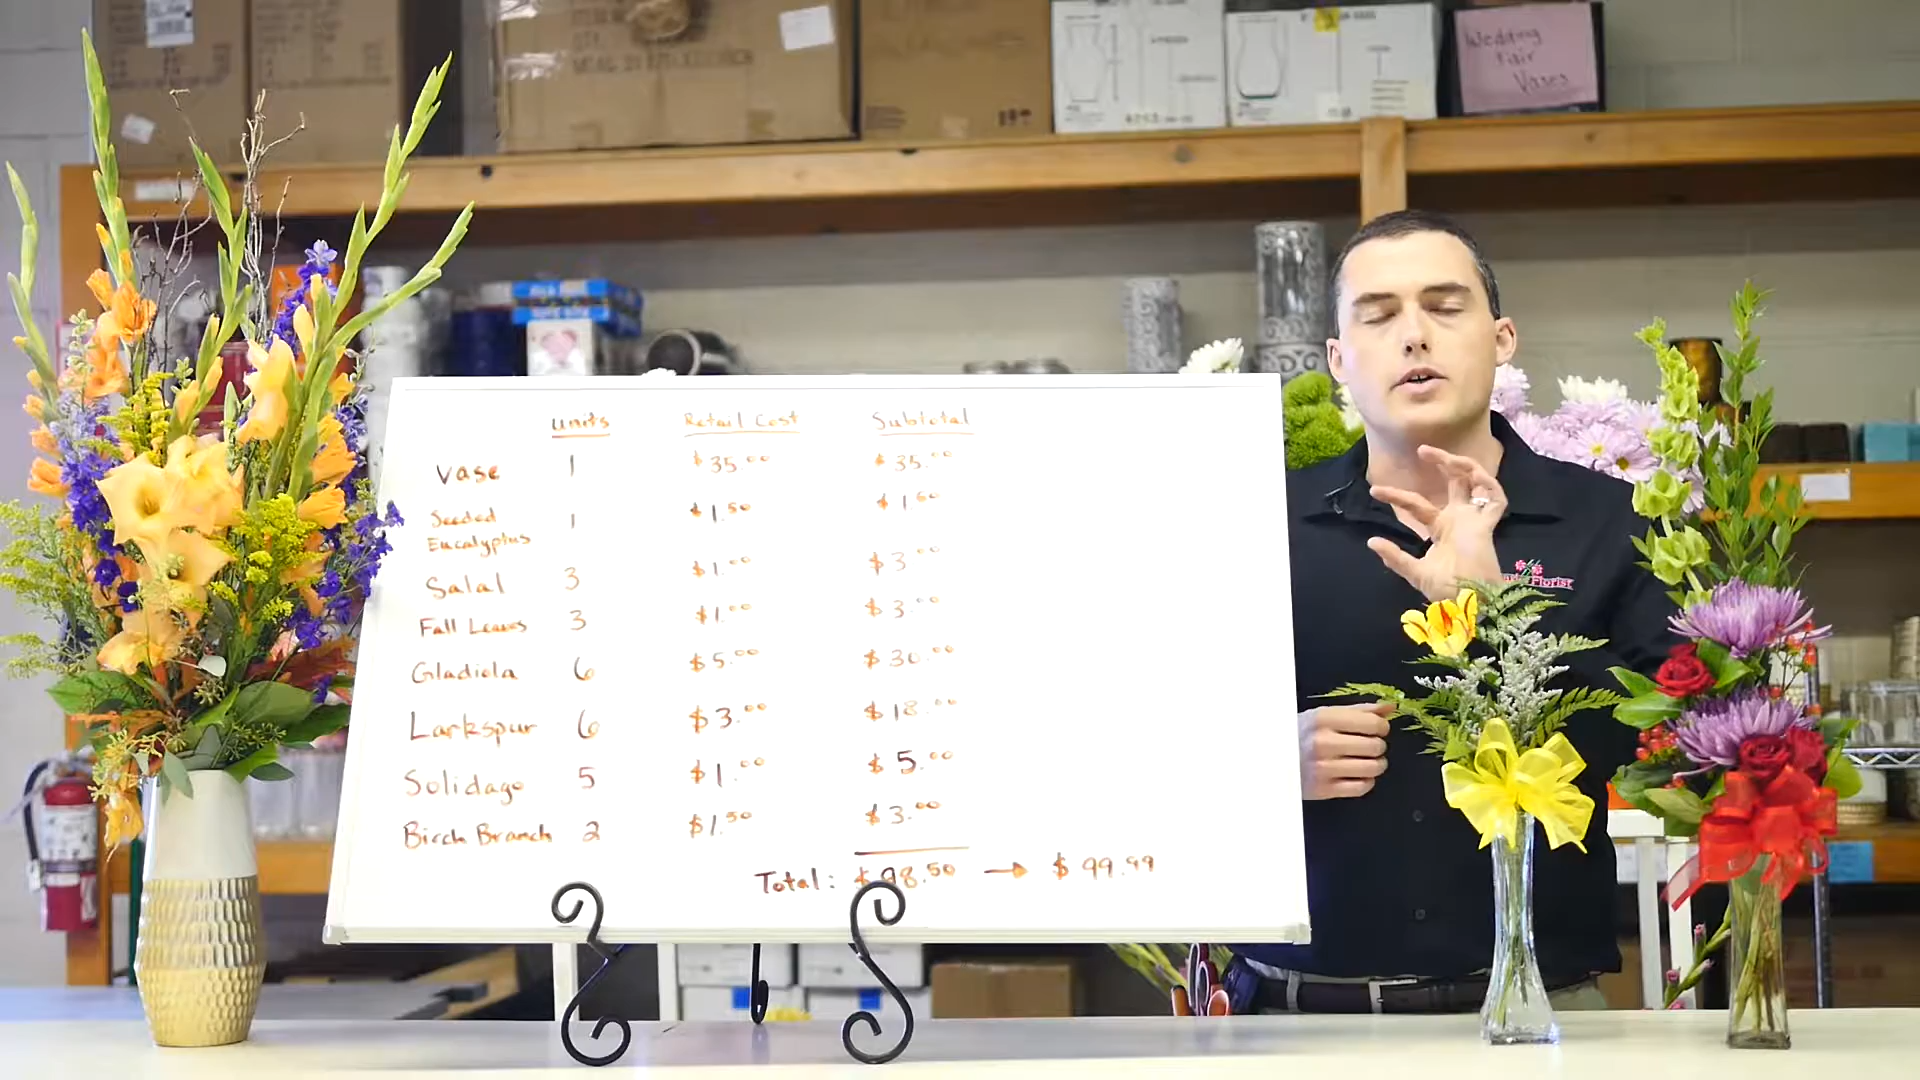 Wedding
Fair
Vases
units Retail Cost Subtotal
Vase 1 $35.00 $35.00
Seeded
Eucalyptus 1 $1.50 $1.50
Salal 3 $1.00 $3.00
Fall Leaves 3 $1.00 $3.00
Gladiola 6 $5.00 $30.00
Larkspur 6 $3.00 $18.00
Solidago 5 $1.00 $5.00
Birch Branch 2 $1.50 $3.00
Total: $98.50 → $99.99
Florist